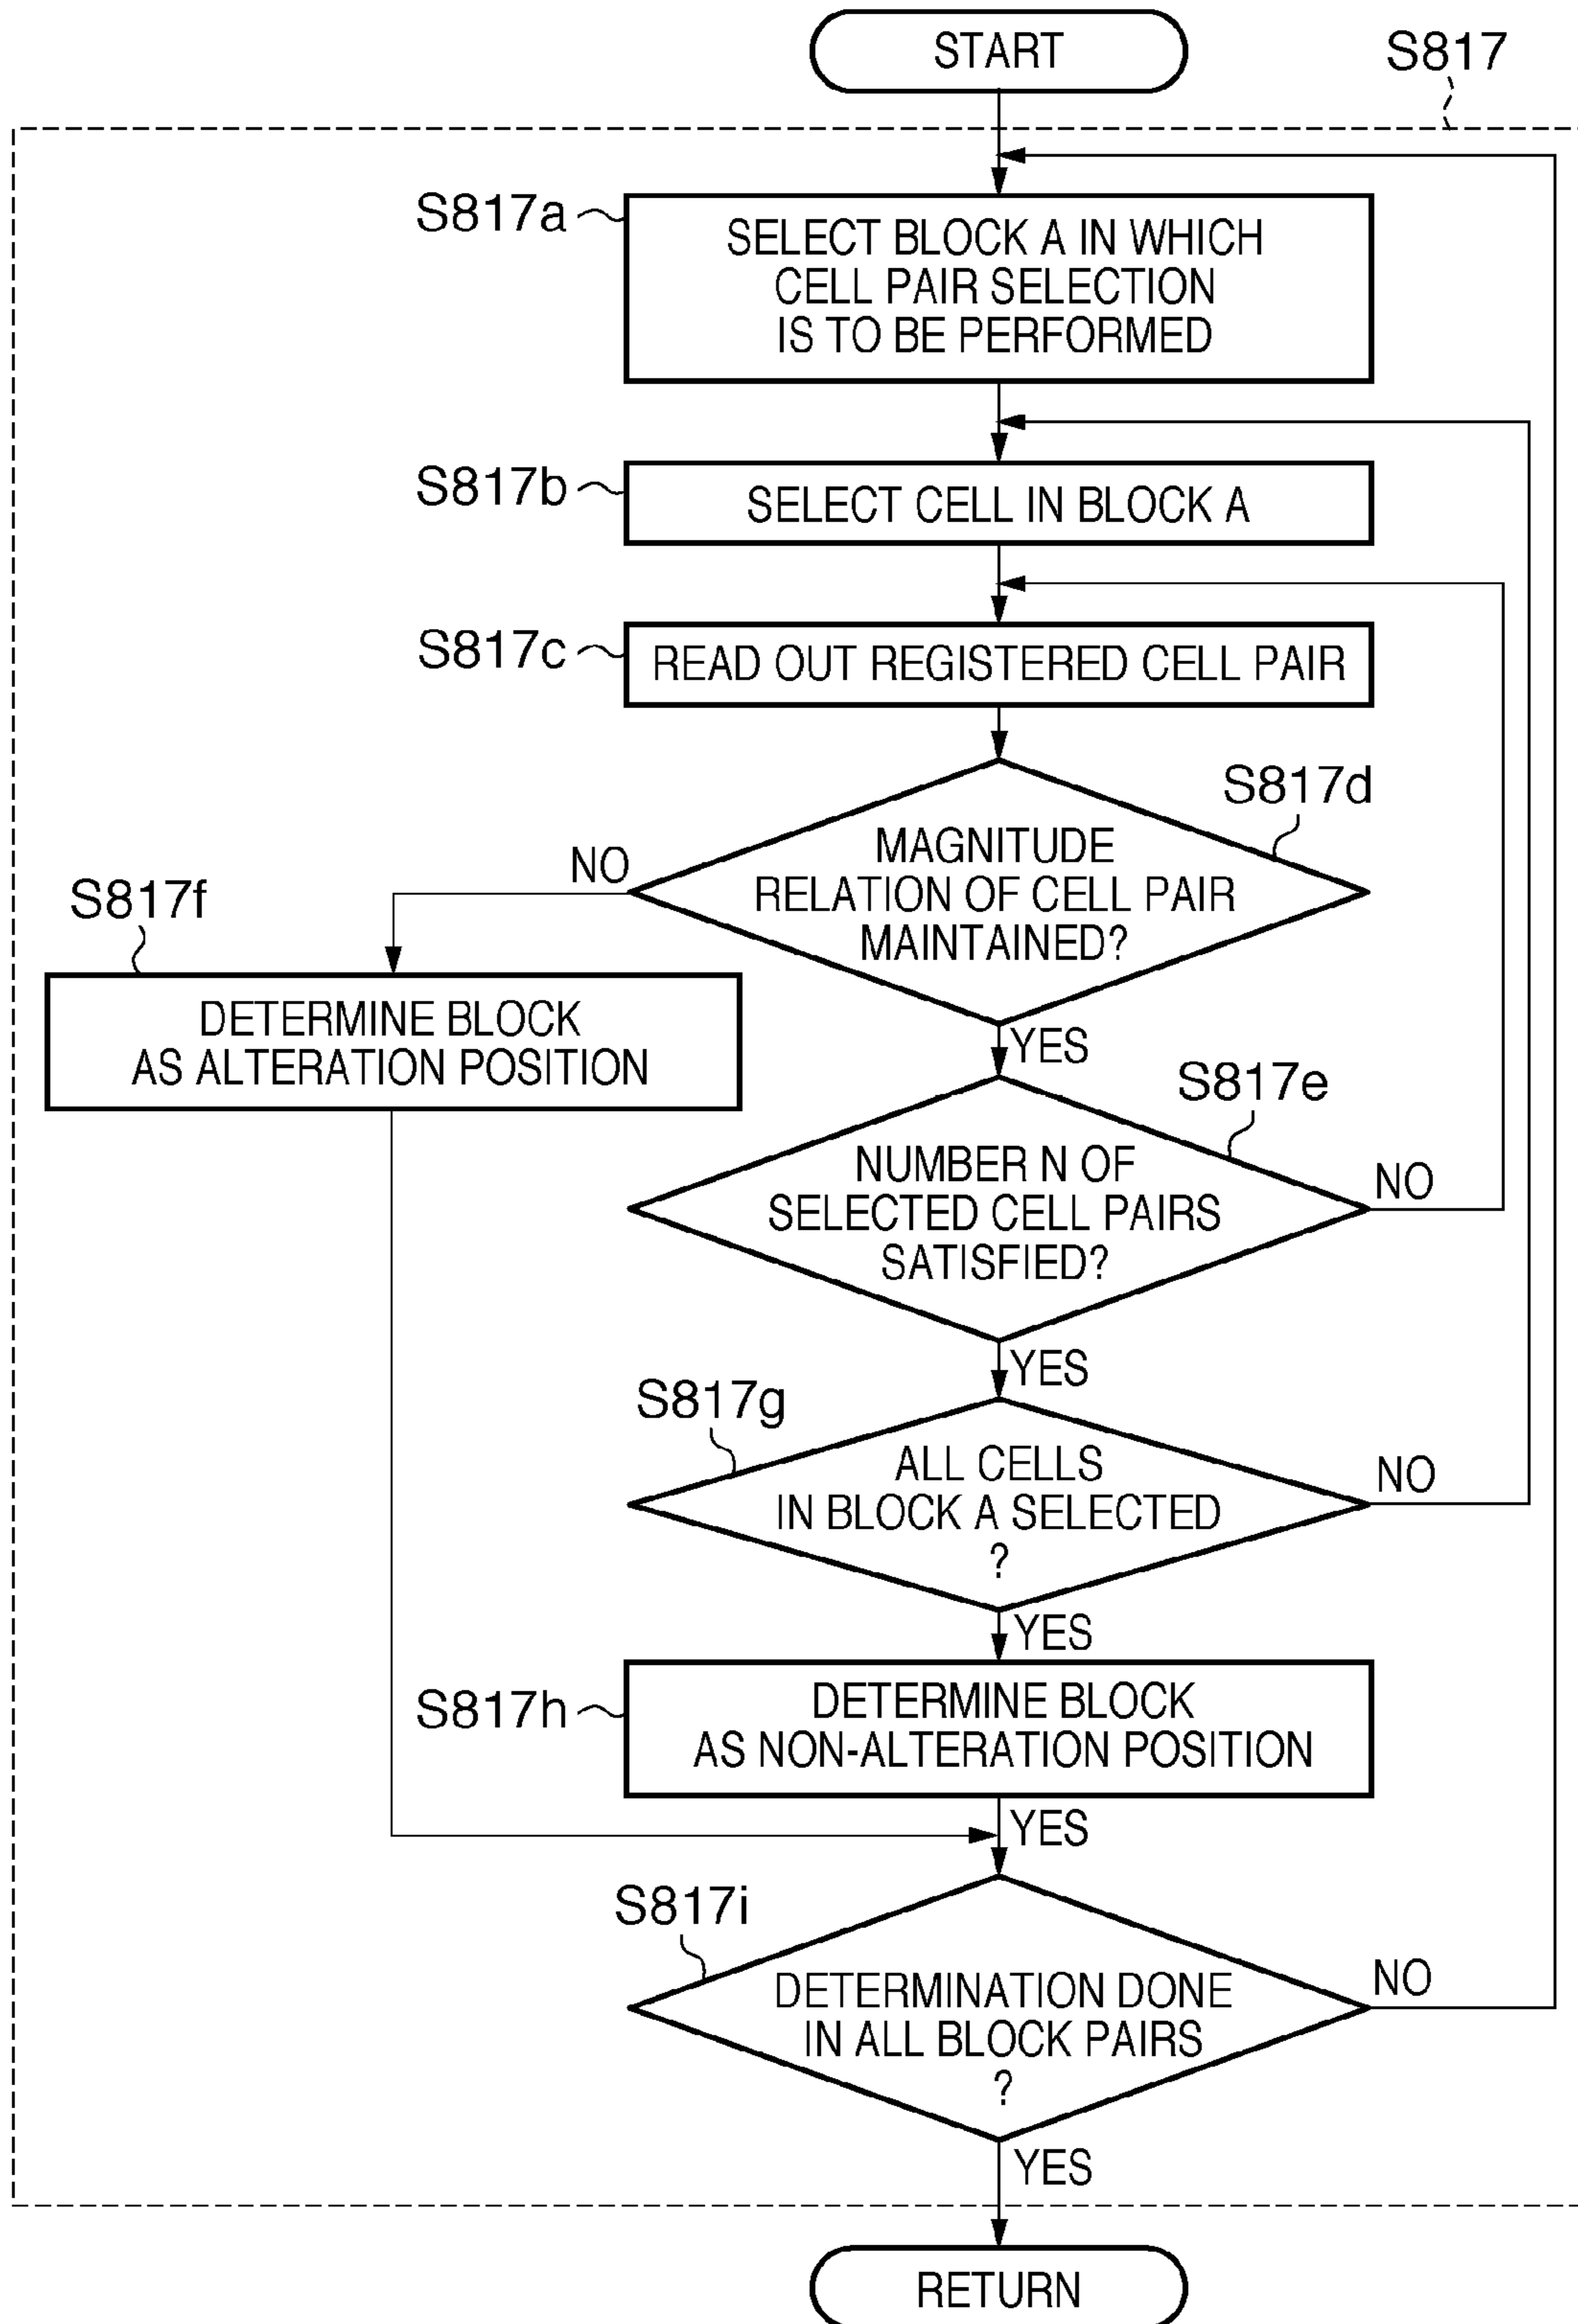 START
S817
S817a
SELECT BLOCK A IN WHICH
CELL PAIR SELECTION
IS TO BE PERFORMED
S817b
SELECT CELL IN BLOCK A
S817c
READ OUT REGISTERED CELL PAIR
S817d
MAGNITUDE
RELATION OF CELL PAIR
MAINTAINED?
NO
S817f
DETERMINE BLOCK
AS ALTERATION POSITION
YES
S817e
NUMBER N OF
SELECTED CELL PAIRS
SATISFIED?
NO
YES
S817g
ALL CELLS
IN BLOCK A SELECTED
?
NO
YES
S817h
DETERMINE BLOCK
AS NON-ALTERATION POSITION
YES
S817i
DETERMINATION DONE
IN ALL BLOCK PAIRS
?
NO
YES
RETURN